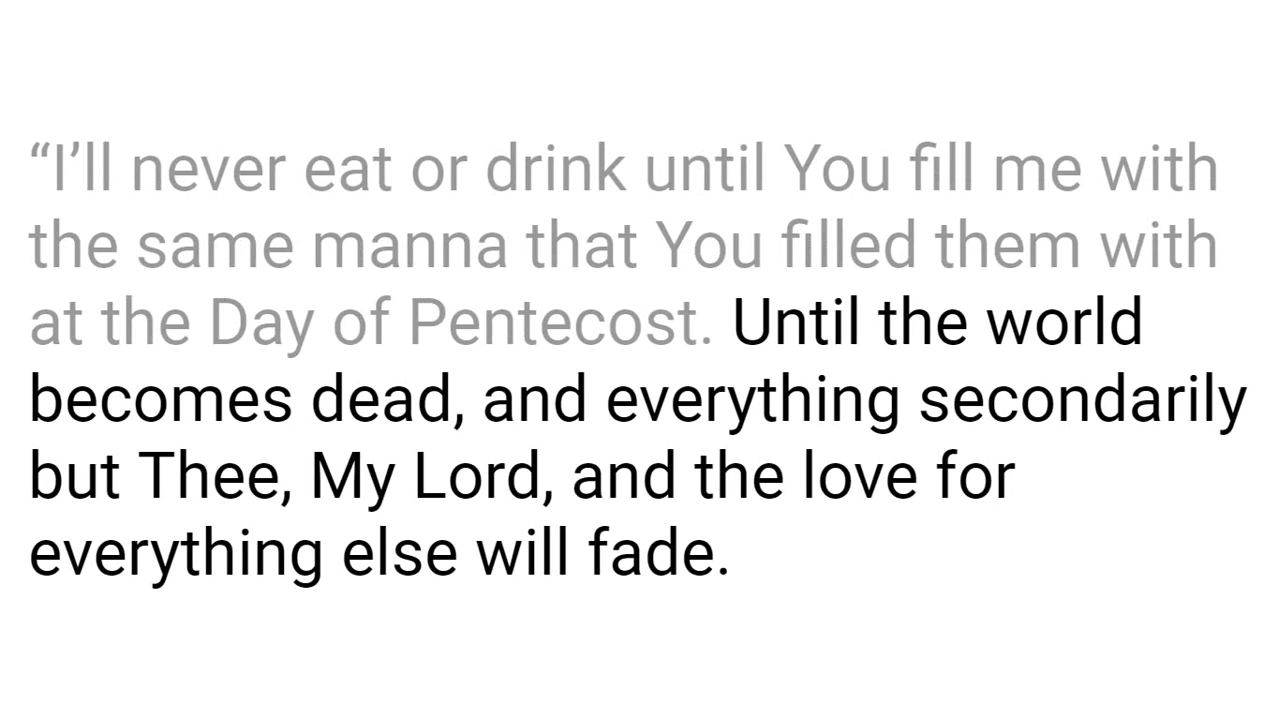 “I’ll never eat or drink until You fill me with
the same manna that You filled them with
at the Day of Pentecost. Until the world
becomes dead, and everything secondarily
but Thee, My Lord, and the love for
everything else will fade.